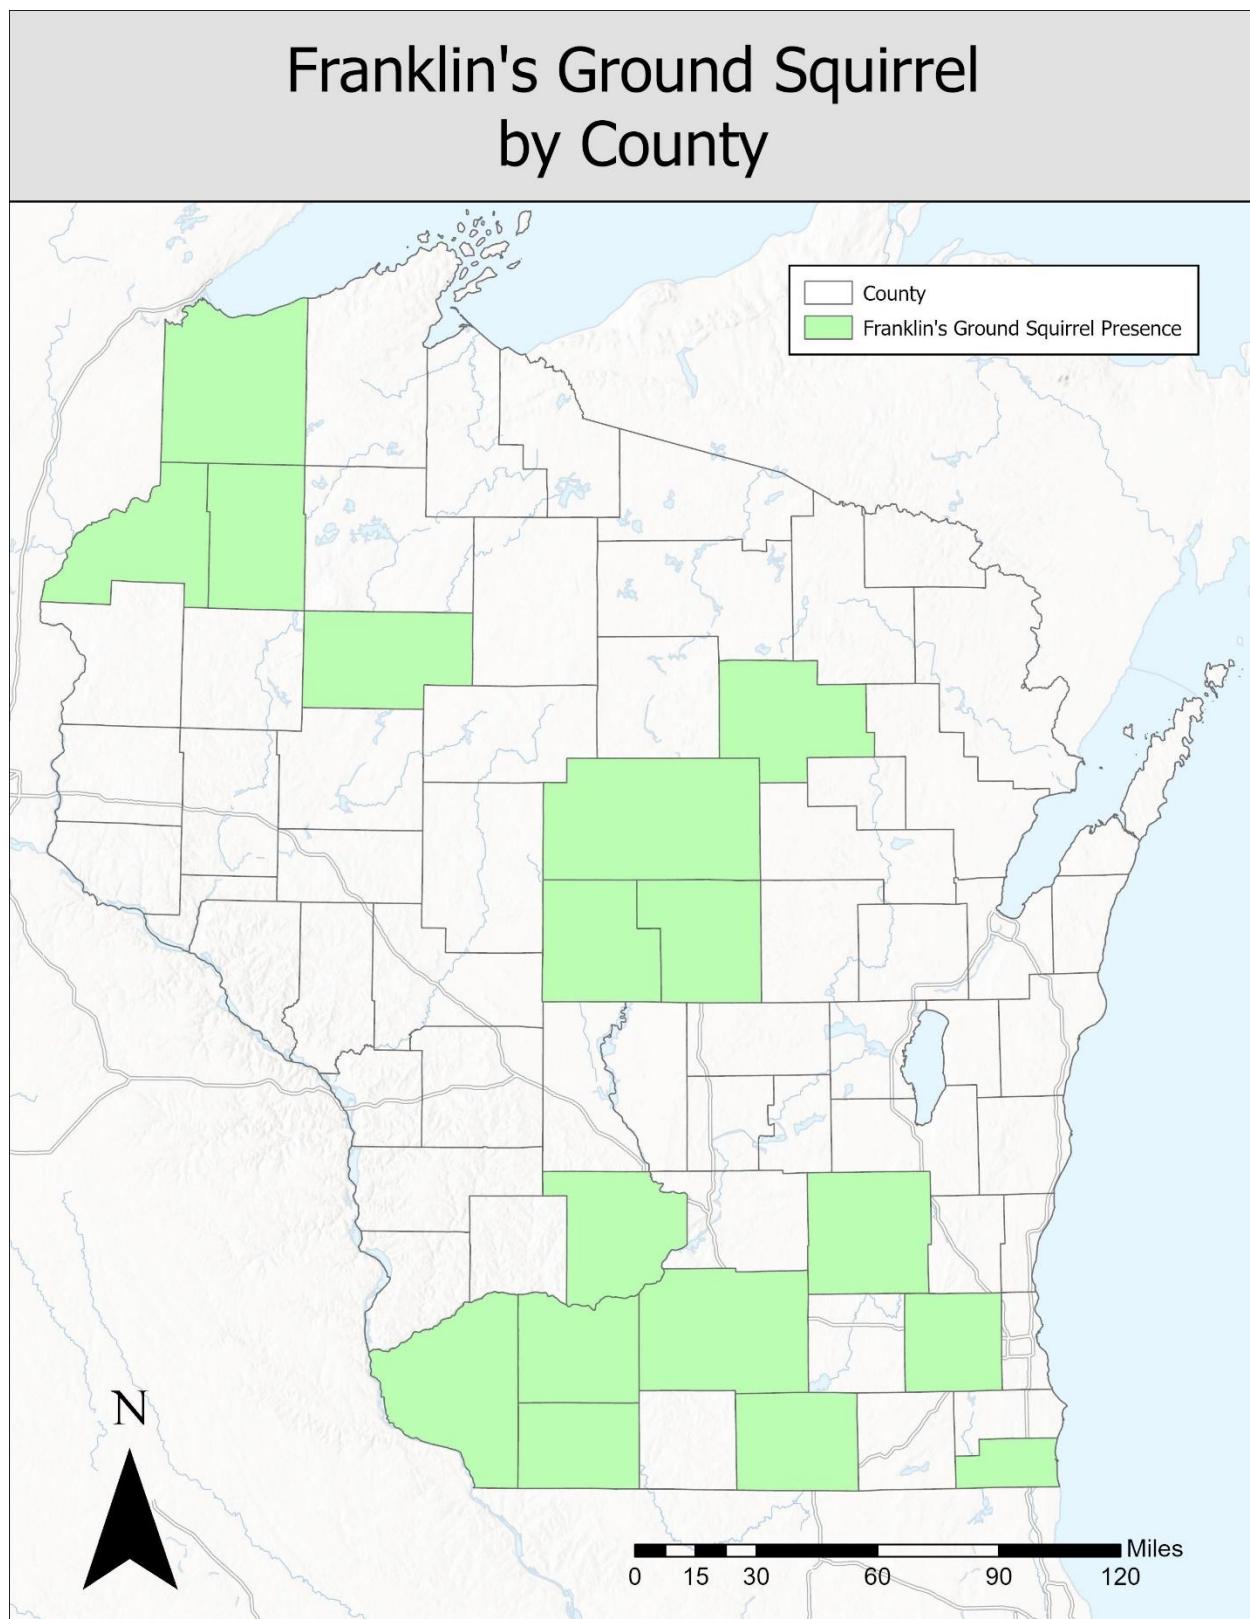 Franklin's Ground Squirrel
by County
County
Franklin's Ground Squirrel Presence
N
Miles
0 15 30 60 90 120